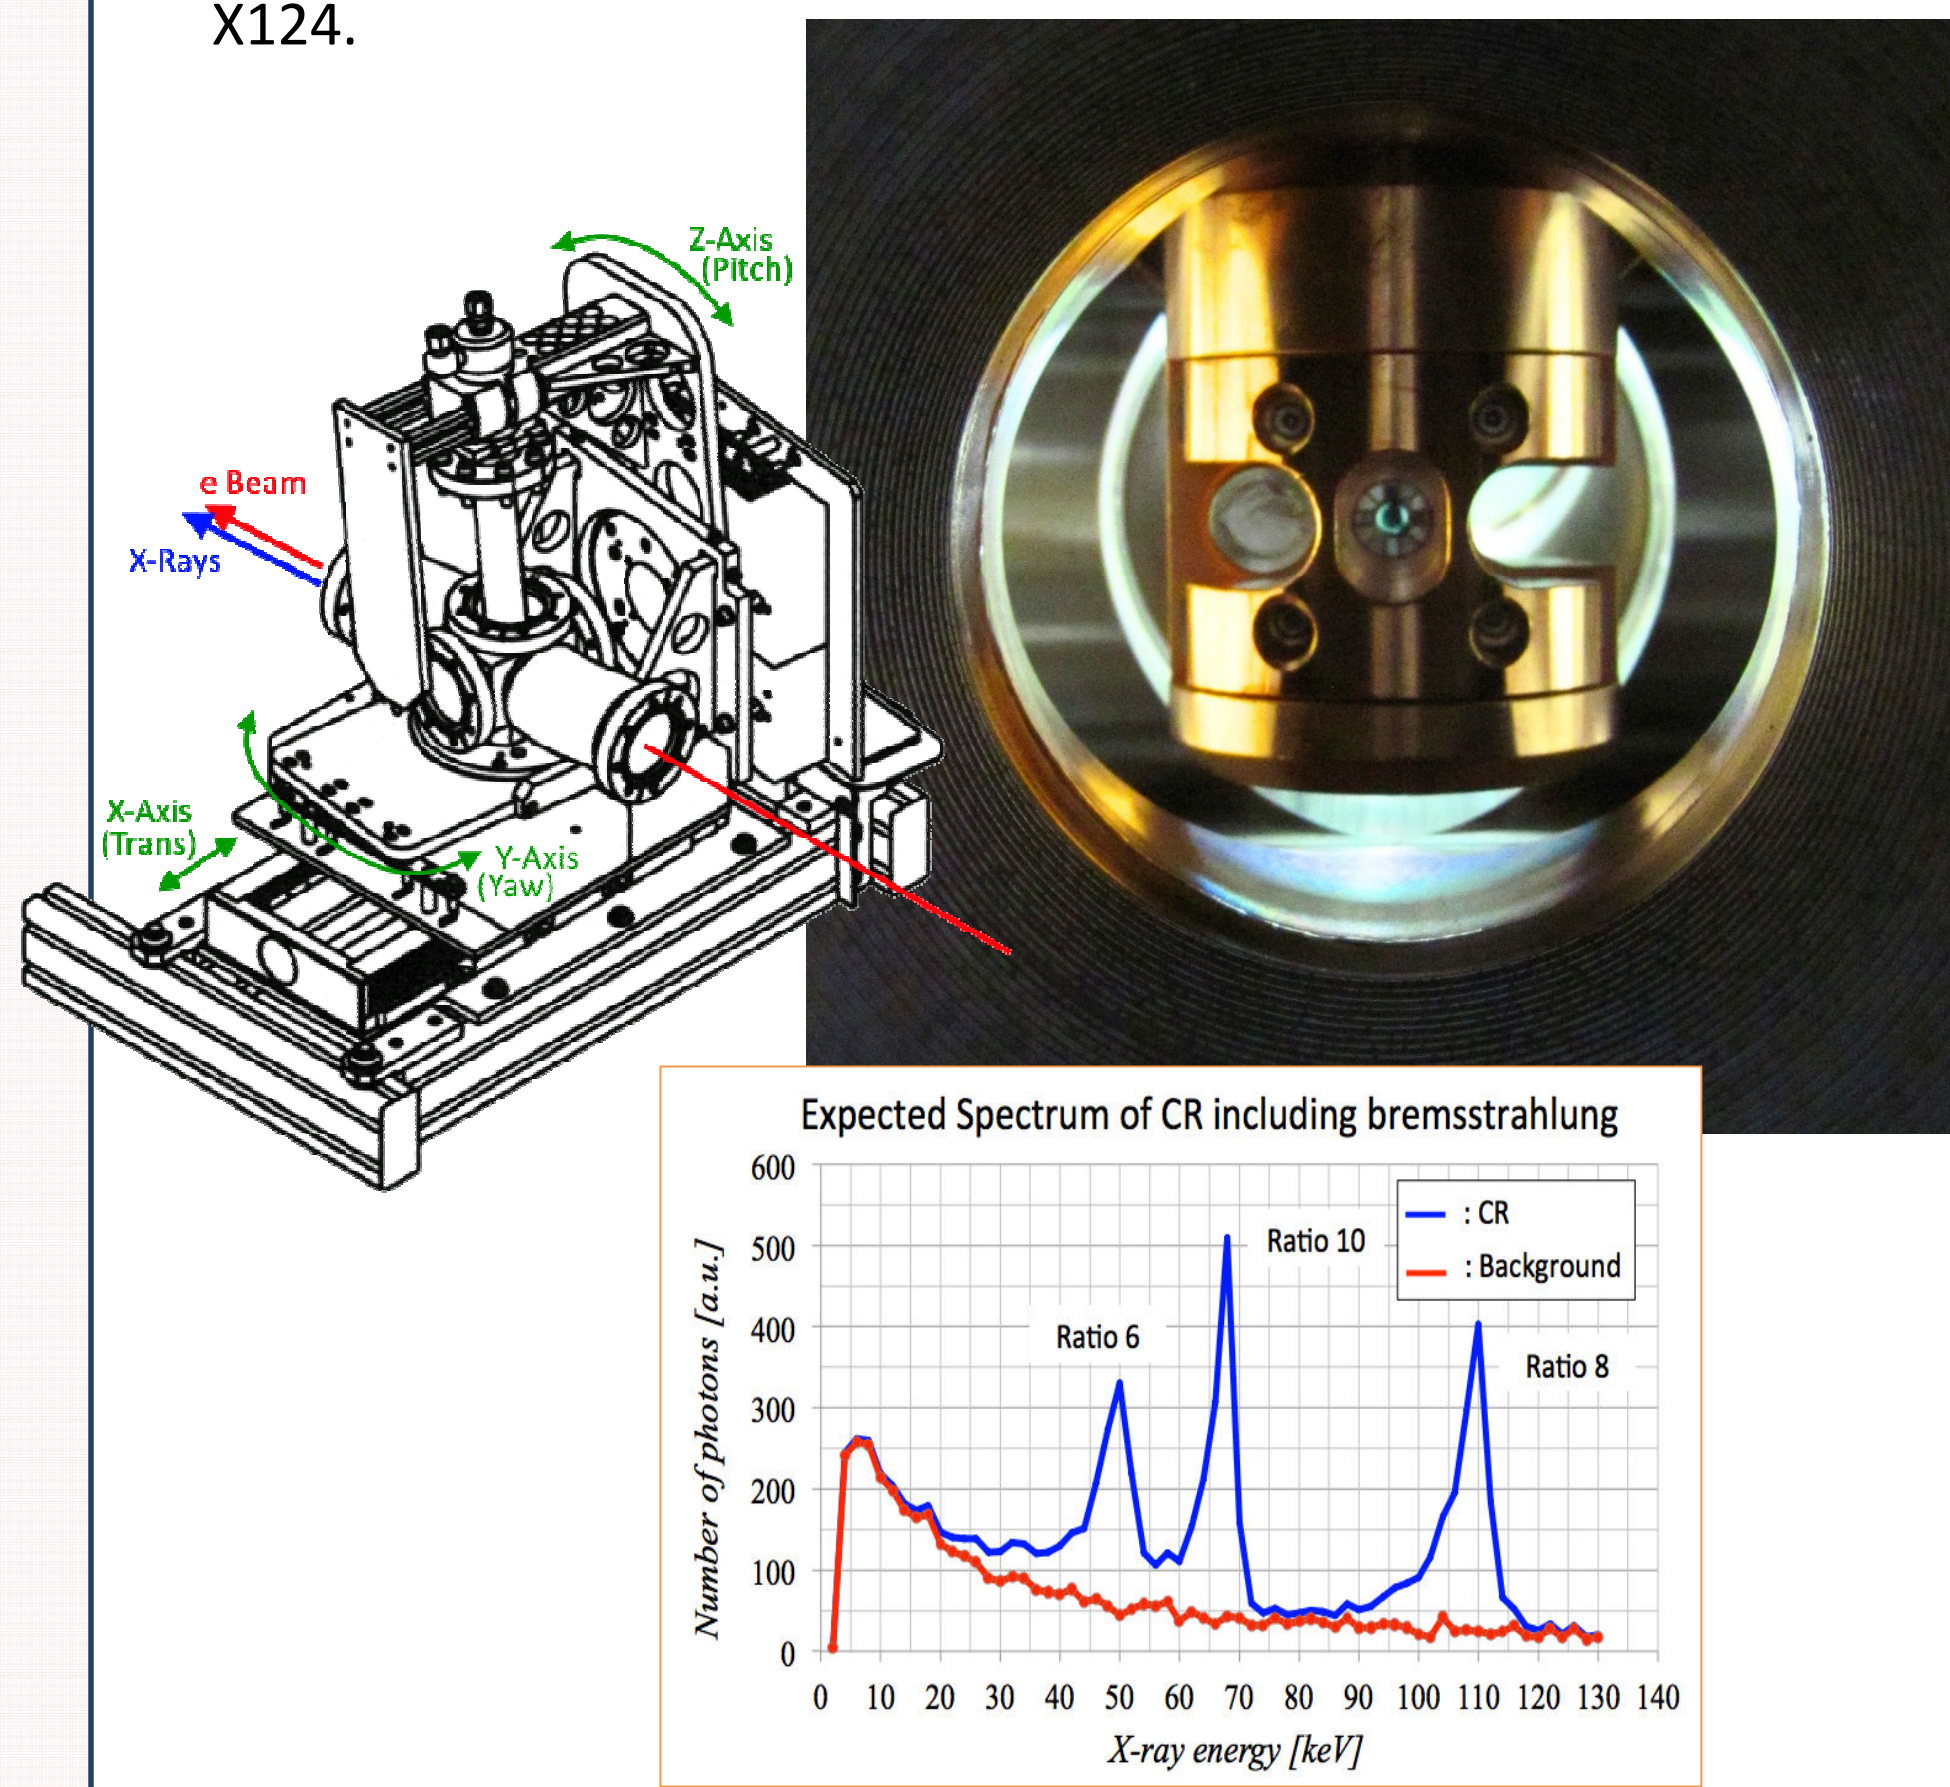 X124.
Z-Axis
(Pitch)
e Beam
X-Rays
X-Axis
(Trans)
Y-Axis
(Yaw)
Expected Spectrum of CR including bremsstrahlung
Number of photons [a.u.]
600
500
400
300
200
100
0
Ratio 6
Ratio 10
Ratio 8
: CR
: Background
0 10 20 30 40 50 60 70 80 90 100 110 120 130 140
X-ray energy [keV]